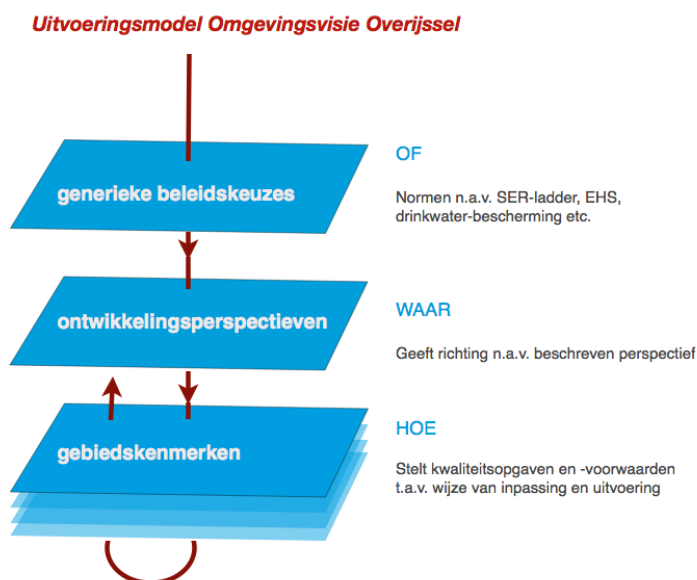 Uitvoeringsmodel Omgevingsvisie Overijssel
generieke beleidskeuzes
OF
Normen n.a.v. SER-ladder, EHS,
drinkwater-bescherming etc.
ontwikkelingsperspectieven
WAAR
Geeft richting n.a.v. beschreven perspectief
gebiedskenmerken
HOE
Stelt kwaliteitsopgaven en -voorwaarden
t.a.v. wijze van inpassing en uitvoering